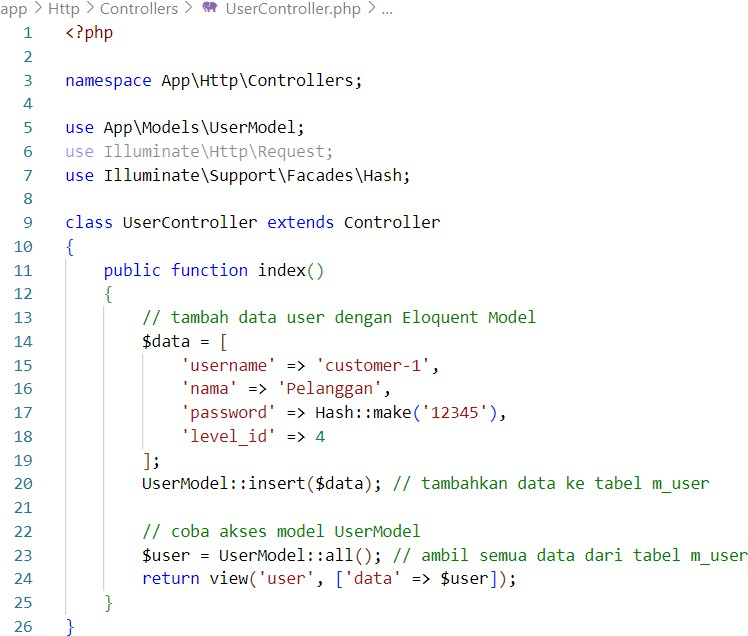 app > Http > Controllers > UserController.php > ...
1 <?php
2
3 namespace App\Http\Controllers;
4
5 use App\Models\UserModel;
6 use Illuminate\Http\Request;
7 use Illuminate\Support\Facades\Hash;
8
9 class UserController extends Controller
10 {
11     public function index()
12     {
13         // tambah data user dengan Eloquent Model
14         $data = [
15             'username' => 'customer-1',
16             'nama' => 'Pelanggan',
17             'password' => Hash::make('12345'),
18             'level_id' => 4
19         ];
20         UserModel::insert($data); // tambahkan data ke tabel m_user
21
22         // coba akses model UserModel
23         $user = UserModel::all(); // ambil semua data dari tabel m_user
24         return view('user', ['data' => $user]);
25     }
26 }